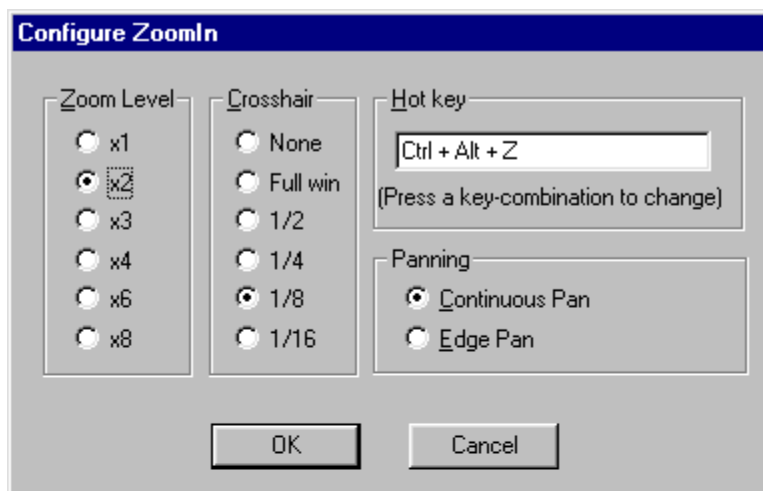 Configure ZoomIn
Zoom Level
x1
x2
x3
x4
x6
x8
Crosshair
None
Full win
1/2
1/4
1/8
1/16
Hot key
Ctrl + Alt + Z
(Press a key-combination to change)
Panning
Continuous Pan
Edge Pan
OK
Cancel